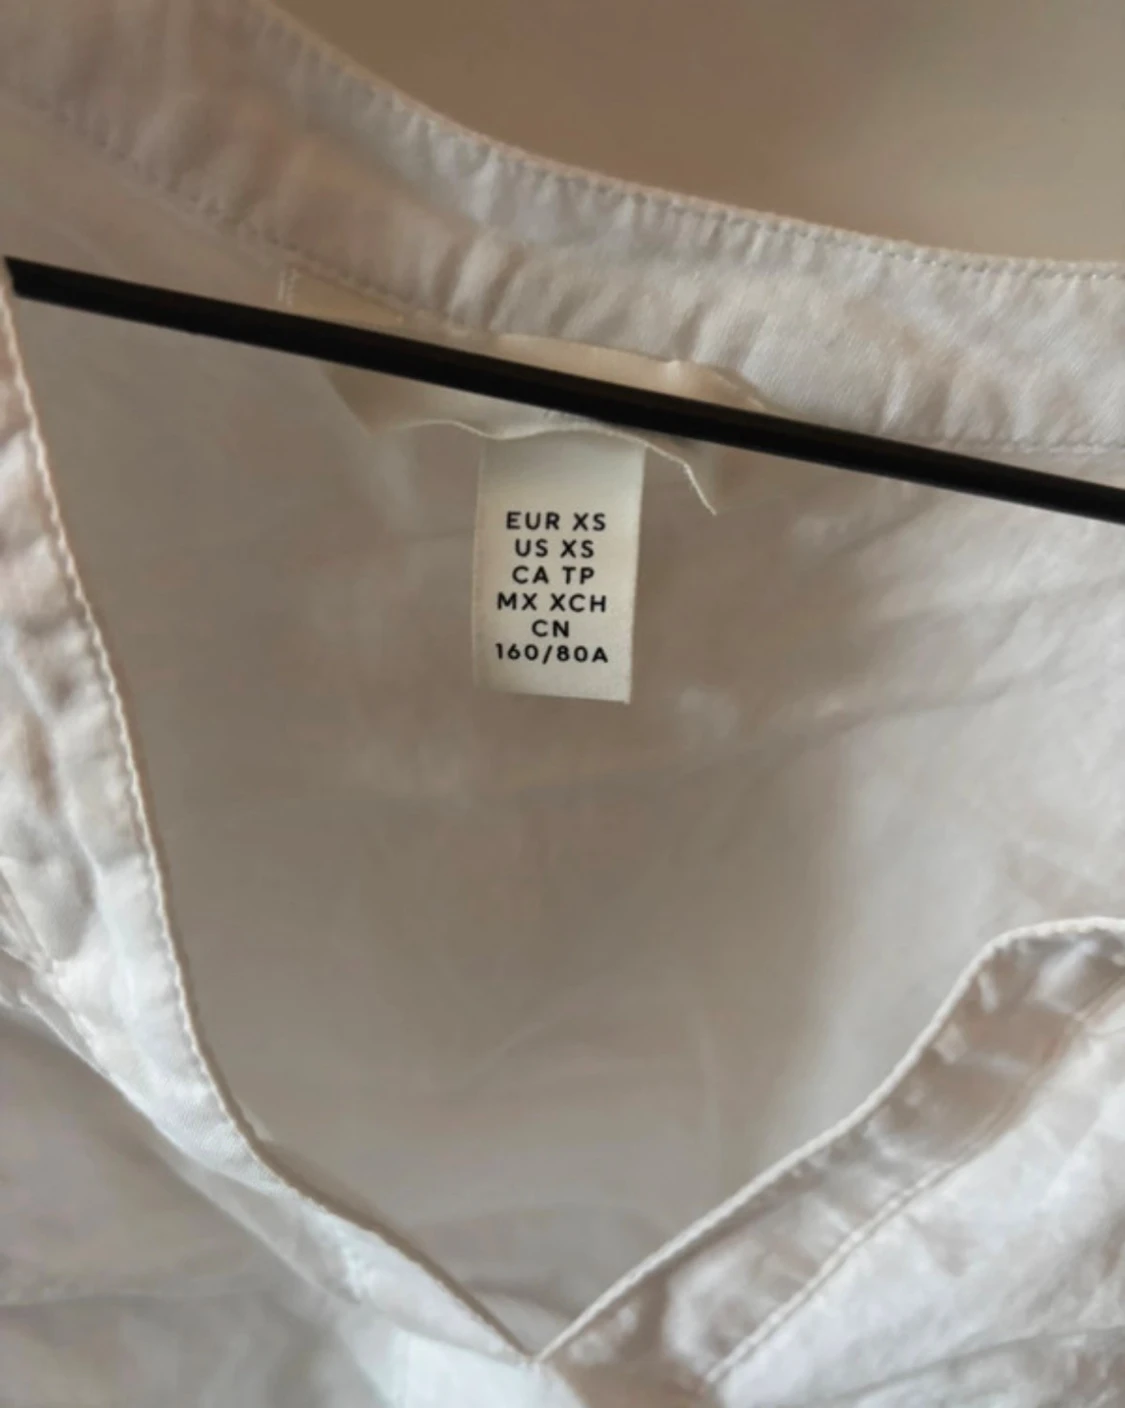 EUR XS
US XS
CA TP
MX XCH
CN
160/80A